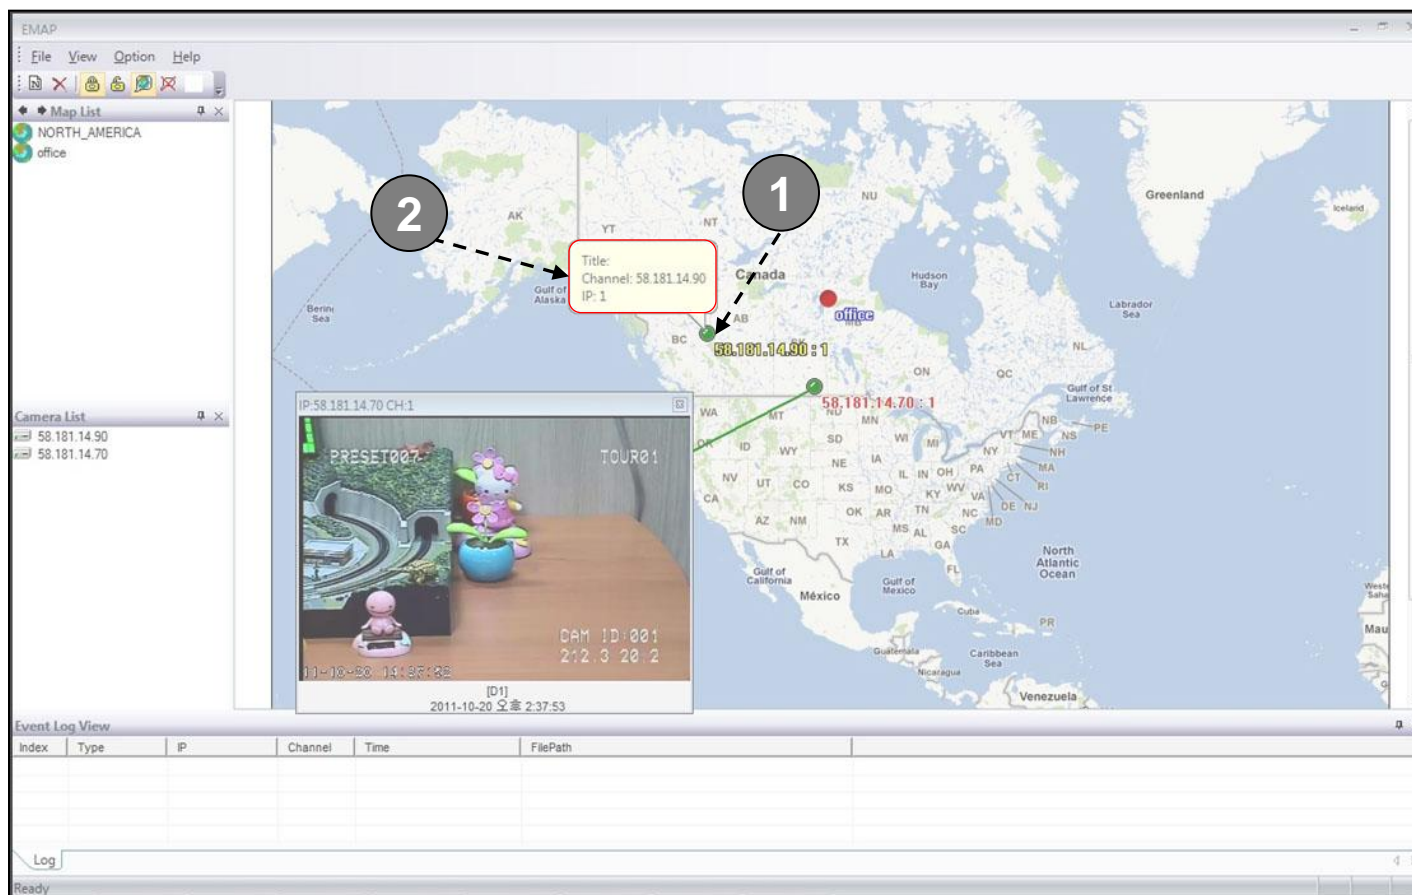 EMAP
File View Option Help
Map List
NORTH_AMERICA
office
Camera List
58.181.14.90
58.181.14.70
2
1
Title:
Channel: 58.181.14.90
IP: 1
58.181.14.90 : 1
office
58.181.14.70 : 1
AK
YT
NT
NU
Greenland
Iceland
Canada
Hudson
Bay
Gulf of
Alaska
Bering
Sea
Labrador
Sea
BC
AB
SK
MB
ON
QC
NL
Gulf of St
Lawrence
NB
NS
PE
WA
MT
ND
MN
OR
ID
WY
SD
WI
MI
VT
ME
NH
NY
MA
CT
RI
NV
UT
CO
NE
IA
IL
IN
OH
PA
KS
MO
KY
WV
VA
DE
NJ
MD
CA
AZ
NM
OK
AR
TN
NC
SC
MS
AL
GA
TX
LA
FL
North
Atlantic
Ocean
Gulf of
California
Gulf of
Mexico
México
Cuba
PR
Guatemala
Caribbean
Sea
Nicaragua
Venezuela
IP:58.181.14.70 CH:1
PRESET007 TOUR01
CAM ID:001
212.3 20.2
[D1]
2011-10-20 오후 2:37:53
Event Log View
Index Type IP Channel Time FilePath
Log
Ready